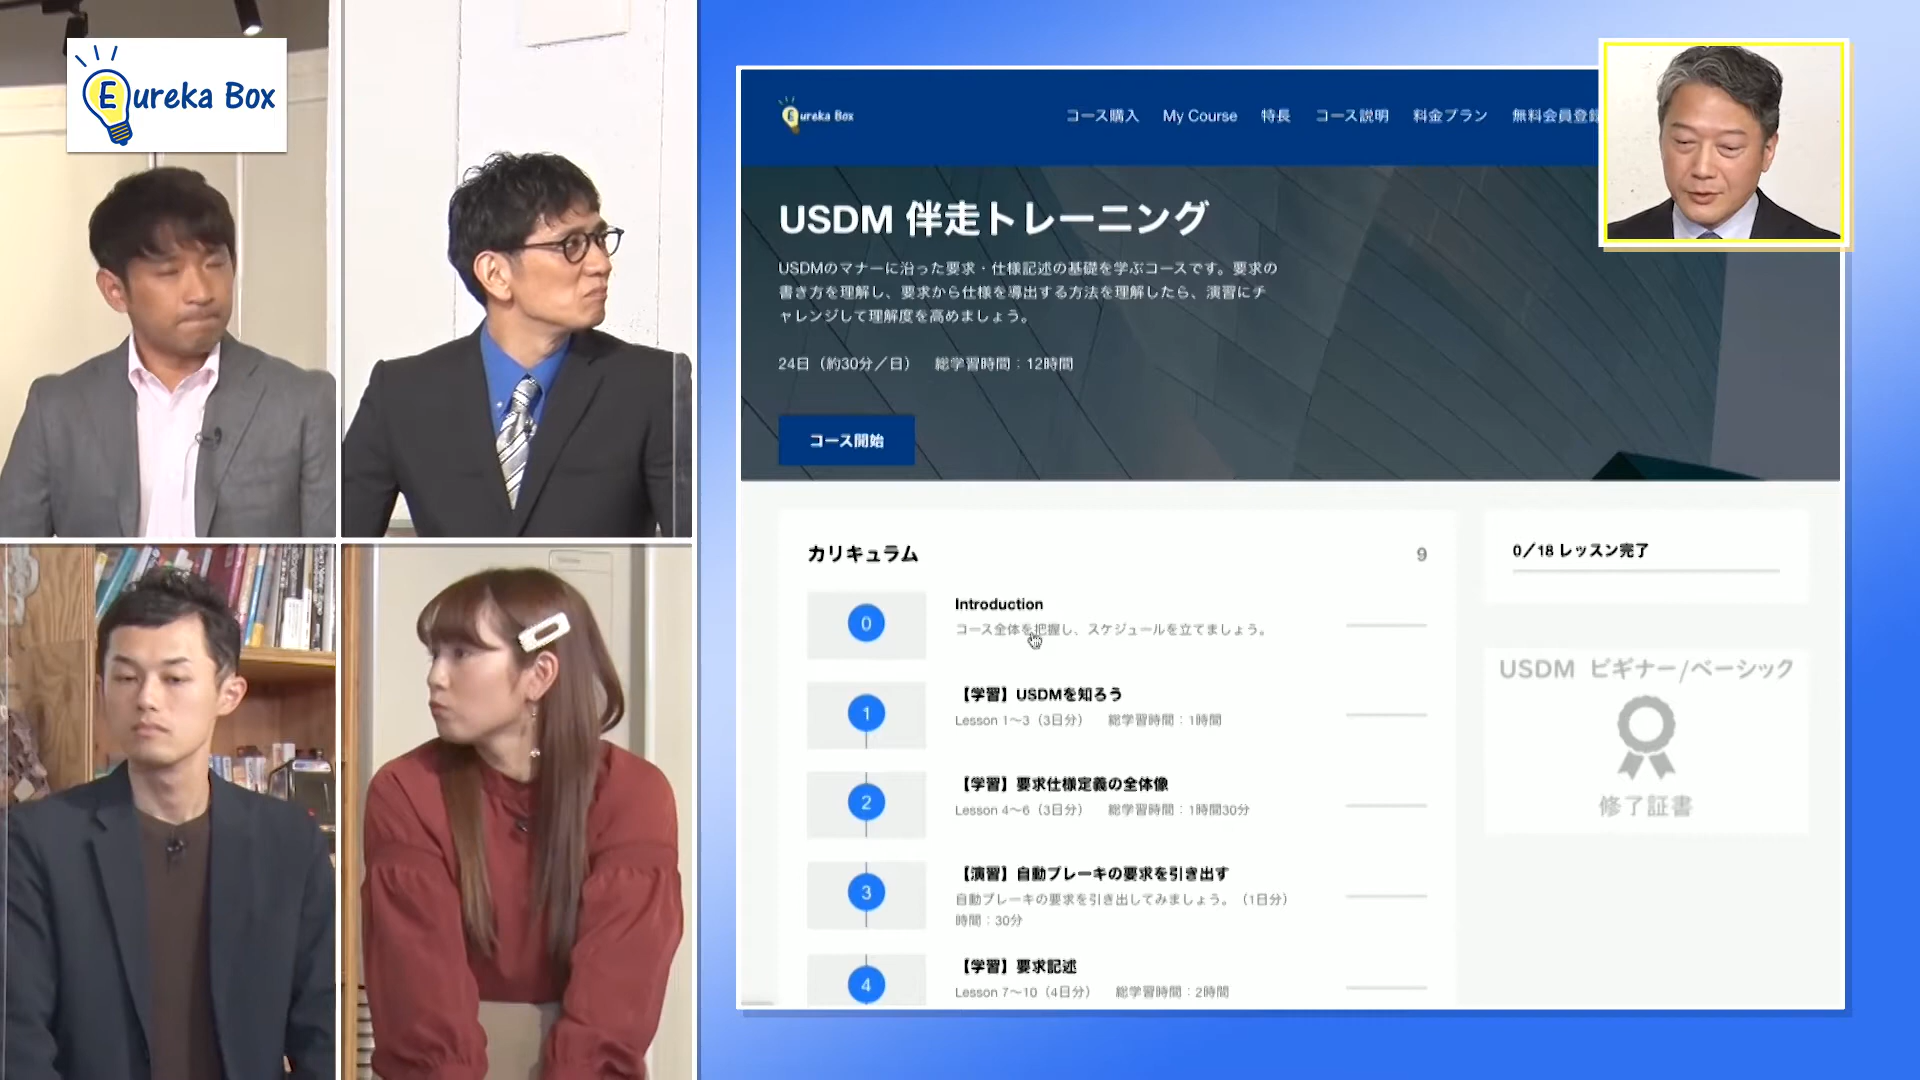 Eureka Box
Eureka Box
コース購入 My Course 特長 コース説明 料金プラン 無料会員登録
USDM 伴走トレーニング
USDMのマナーに沿った要求・仕様記述の基礎を学ぶコースです。要求の
書き方を理解し、要求から仕様を導出する方法を理解したら、演習にチ
ャレンジして理解度を高めましょう。
24日（約30分／日） 総学習時間：12時間
コース開始
カリキュラム 9
0
Introduction
コース全体を把握し、スケジュールを立てましょう。
1
【学習】USDMを知ろう
Lesson 1〜3（3日分） 総学習時間：1時間
2
【学習】要求仕様定義の全体像
Lesson 4〜6（3日分） 総学習時間：1時間30分
3
【演習】自動ブレーキの要求を引き出す
自動ブレーキの要求を引き出してみましょう。（1日分）
時間：30分
4
【学習】要求記述
Lesson 7〜10（4日分） 総学習時間：2時間
0／18 レッスン完了
USDM ビギナー/ベーシック
修了証書